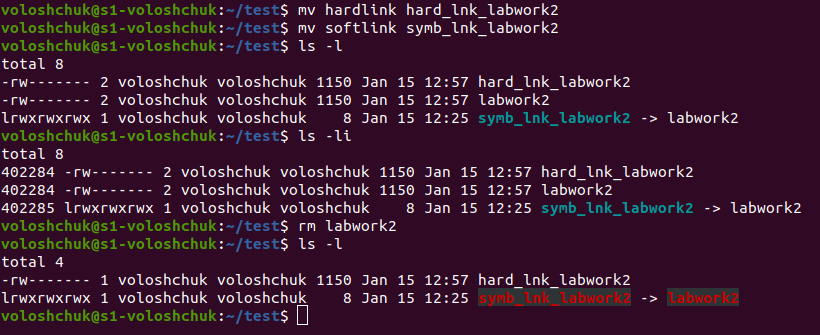 voloshchuk@s1-voloshchuk:~/test$ mv hardlink hard_lnk_labwork2
voloshchuk@s1-voloshchuk:~/test$ mv softlink symb_lnk_labwork2
voloshchuk@s1-voloshchuk:~/test$ ls -l
total 8
-rw------- 2 voloshchuk voloshchuk 1150 Jan 15 12:57 hard_lnk_labwork2
-rw------- 2 voloshchuk voloshchuk 1150 Jan 15 12:57 labwork2
lrwxrwxrwx 1 voloshchuk voloshchuk    8 Jan 15 12:25 symb_lnk_labwork2 -> labwork2
voloshchuk@s1-voloshchuk:~/test$ ls -li
total 8
402284 -rw------- 2 voloshchuk voloshchuk 1150 Jan 15 12:57 hard_lnk_labwork2
402284 -rw------- 2 voloshchuk voloshchuk 1150 Jan 15 12:57 labwork2
402285 lrwxrwxrwx 1 voloshchuk voloshchuk    8 Jan 15 12:25 symb_lnk_labwork2 -> labwork2
voloshchuk@s1-voloshchuk:~/test$ rm labwork2
voloshchuk@s1-voloshchuk:~/test$ ls -l
total 4
-rw------- 1 voloshchuk voloshchuk 1150 Jan 15 12:57 hard_lnk_labwork2
lrwxrwxrwx 1 voloshchuk voloshchuk    8 Jan 15 12:25 symb_lnk_labwork2 -> labwork2
voloshchuk@s1-voloshchuk:~/test$